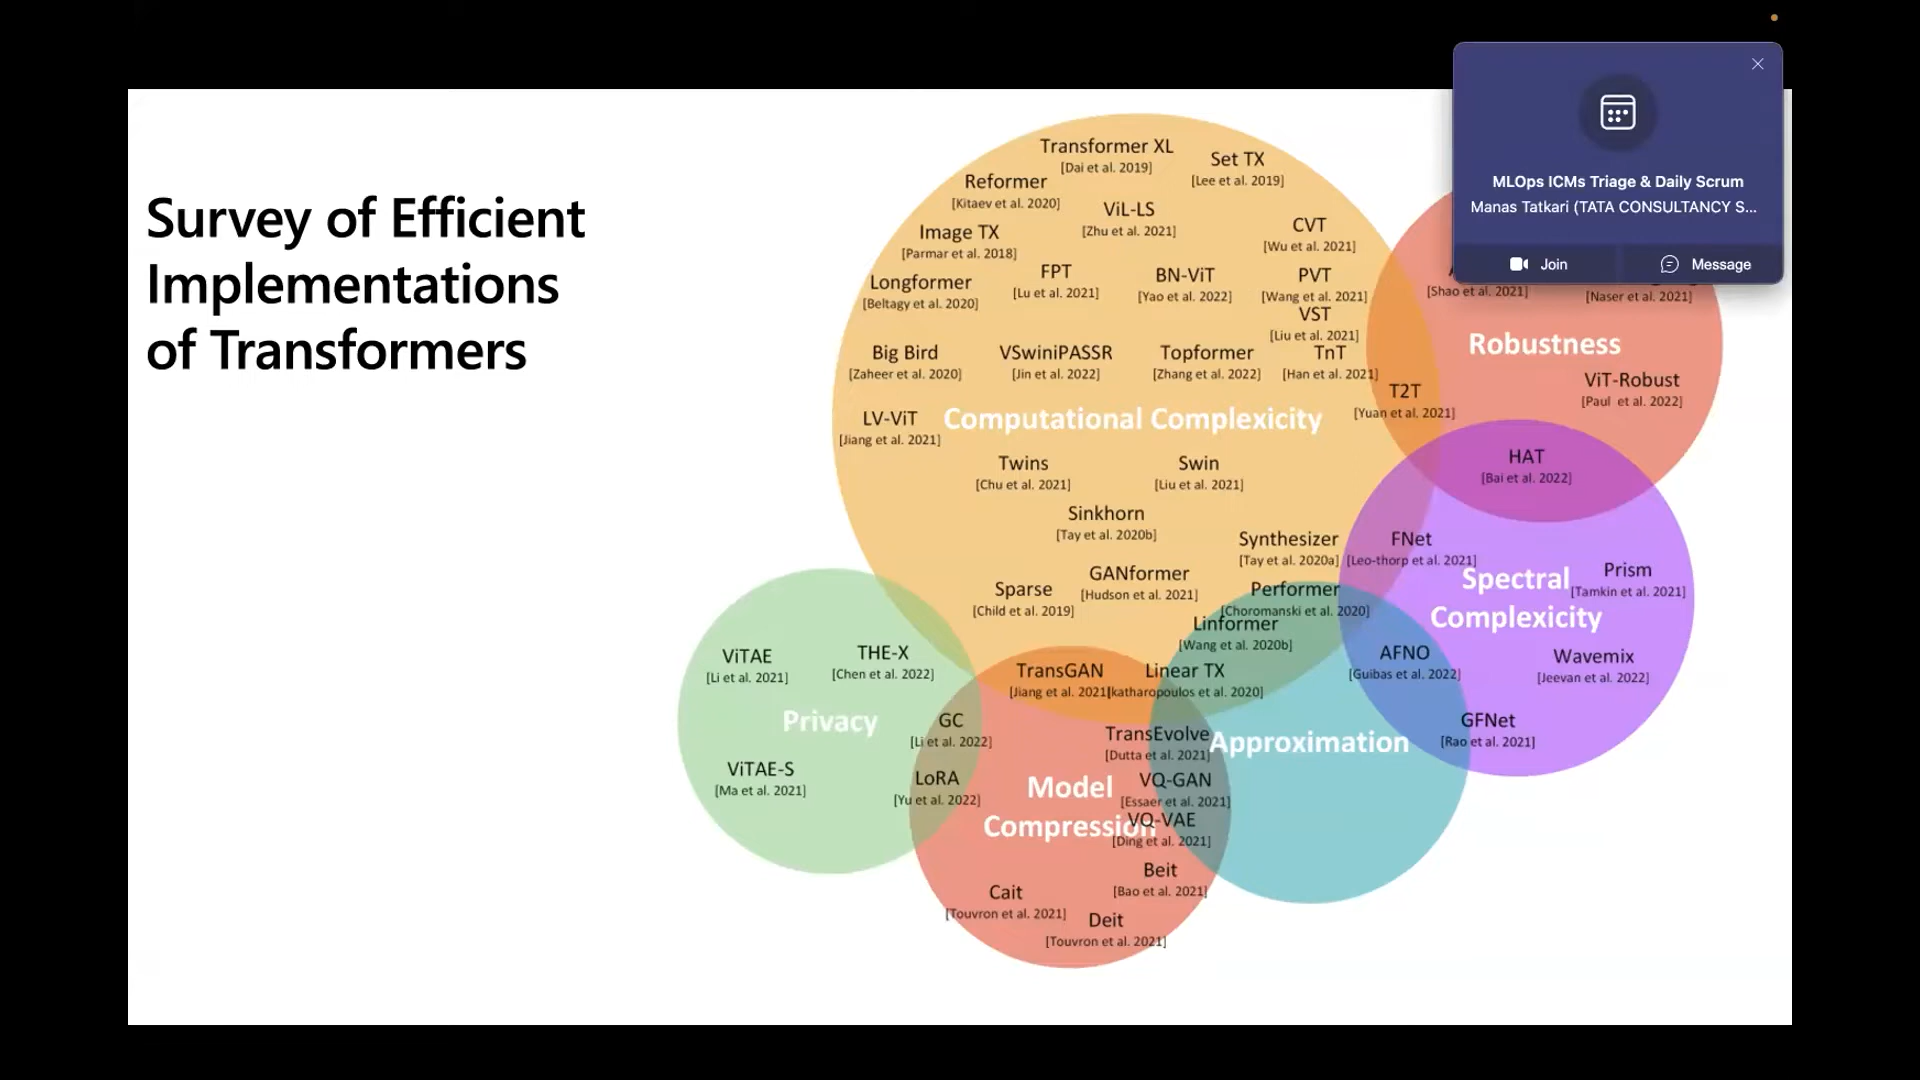 Survey of Efficient
Implementations
of Transformers
MLOps ICMs Triage & Daily Scrum
Manas Tatkari (TATA CONSULTANCY S...
Join
Message
Transformer XL
[Dai et al. 2019]
Set TX
[Lee et al. 2019]
Reformer
[Kitaev et al. 2020]
ViL-LS
[Zhu et al. 2021]
Image TX
[Parmar et al. 2018]
CVT
[Wu et al. 2021]
Longformer
[Beltagy et al. 2020]
FPT
[Lu et al. 2021]
BN-ViT
[Yao et al. 2022]
PVT
[Wang et al. 2021]
VST
[Liu et al. 2021]
Big Bird
[Zaheer et al. 2020]
VSwiniPASSR
[Jin et al. 2022]
Topformer
[Zhang et al. 2022]
TnT
[Han et al. 2021]
T2T
[Yuan et al. 2021]
LV-ViT
[Jiang et al. 2021]
Computational Complexicity
Twins
[Chu et al. 2021]
Swin
[Liu et al. 2021]
Sinkhorn
[Tay et al. 2020b]
Synthesizer
[Tay et al. 2020a]
Sparse
[Child et al. 2019]
GANformer
[Hudson et al. 2021]
Performer
[Choromanski et al. 2020]
Linformer
[Wang et al. 2020b]
TransGAN
[Jiang et al. 2021]
Linear TX
[katharopoulos et al. 2020]
[Shao et al. 2021]
[Naser et al. 2021]
Robustness
ViT-Robust
[Paul et al. 2022]
HAT
[Bai et al. 2022]
FNet
[Leo-thorp et al. 2021]
Spectral
Complexicity
Prism
[Tamkin et al. 2021]
AFNO
[Guibas et al. 2022]
Wavemix
[Jeevan et al. 2022]
GFNet
[Rao et al. 2021]
Approximation
ViTAE
[Li et al. 2021]
THE-X
[Chen et al. 2022]
Privacy
GC
[Li et al. 2022]
ViTAE-S
[Ma et al. 2021]
LoRA
[Yu et al. 2022]
TransEvolve
[Dutta et al. 2021]
Model
Compression
VQ-GAN
[Essaer et al. 2021]
VQ-VAE
[Ding et al. 2021]
Beit
[Bao et al. 2021]
Cait
[Touvron et al. 2021]
Deit
[Touvron et al. 2021]